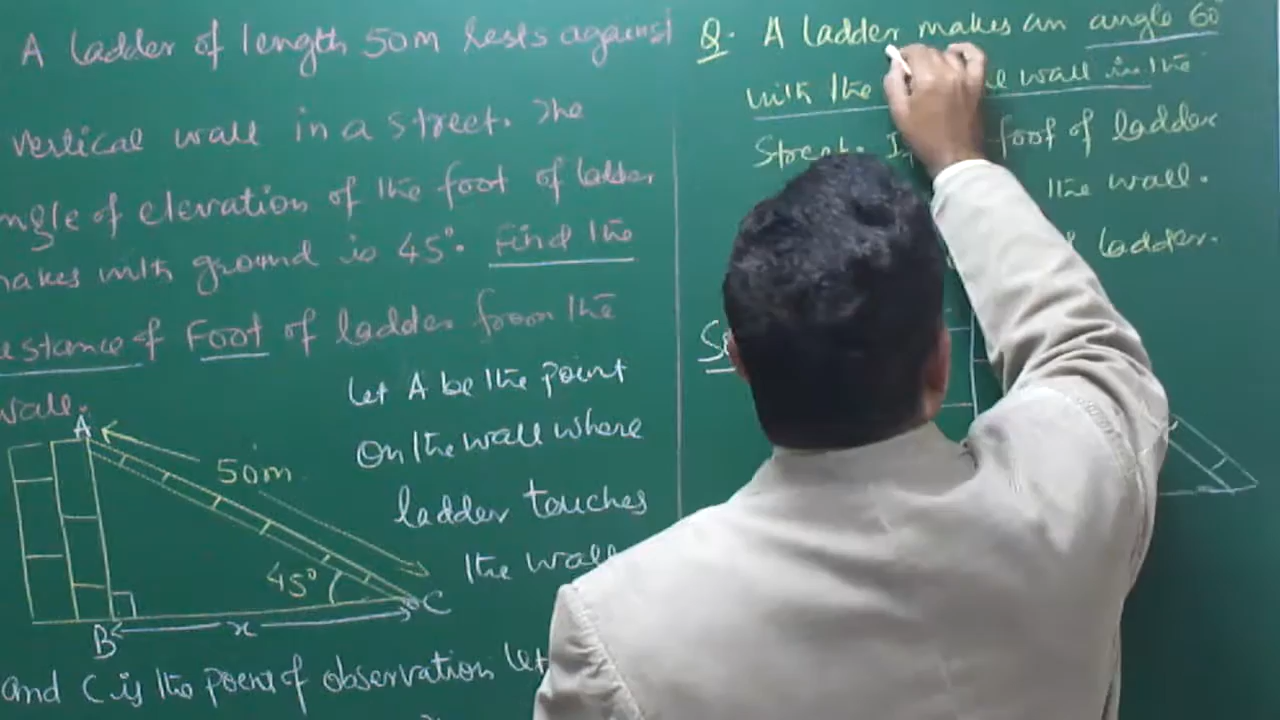 A ladder of length 50m rests against
vertical wall in a street. The
ngle of elevation of the foot of ladder
makes with ground is 45°. Find the
estance of Foot of ladder from the
wall.
A
50m
45°
B
x
C
let A be the point
on the wall where
ladder touches
the wall
and C is the point of observation let
x
Q. A ladder makes an angle 60°
with the wall in the
Street. If foot of ladder
the wall.
ladder.